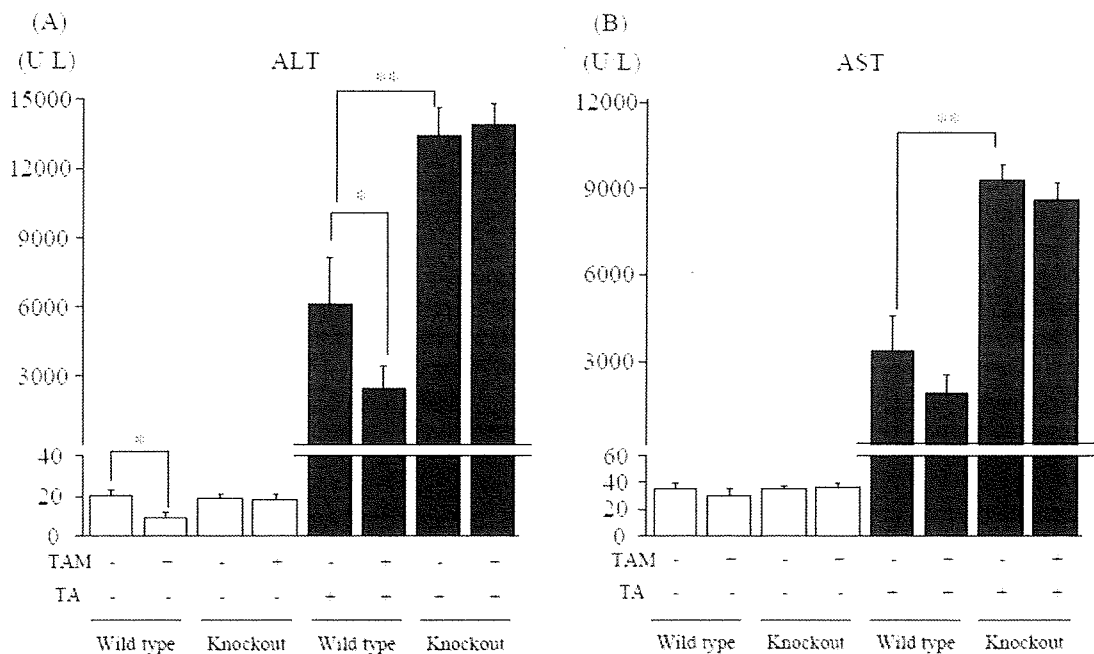 (A)
(U/L)
ALT
15000
12000
9000
6000
3000
40
20
0
**
*
*
TAM - + - + - + - +
TA - - - - + + + +
Wild type Knockout Wild type Knockout
(B)
(U/L)
AST
12000
9000
6000
3000
60
40
20
0
**
TAM - + - + - + - +
TA - - - - + + + +
Wild type Knockout Wild type Knockout